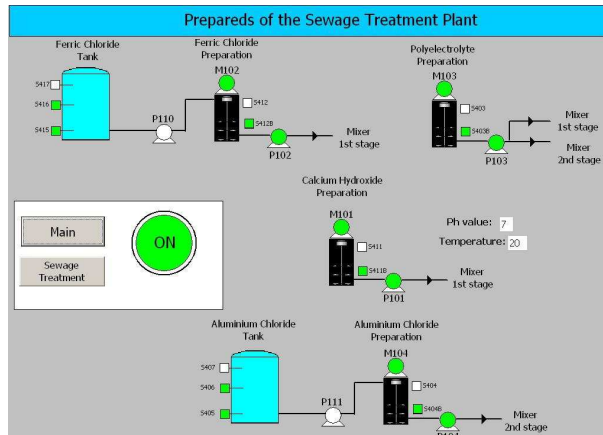 Prepareds of the Sewage Treatment Plant
Ferric Chloride
Tank
S417
S416
S415
P110
Ferric Chloride
Preparation
M102
S412
S412B
P102
Mixer
1st stage
Polyelectrolyte
Preparation
M103
S403
S403B
P103
Mixer
1st stage
Mixer
2nd stage
Main
Sewage
Treatment
ON
Calcium Hydroxide
Preparation
M101
S411
S411B
P101
Mixer
1st stage
Ph value: 7
Temperature: 20
Aluminium Chloride
Tank
S407
S406
S405
P111
Aluminium Chloride
Preparation
M104
S404
S404B
Mixer
2nd stage